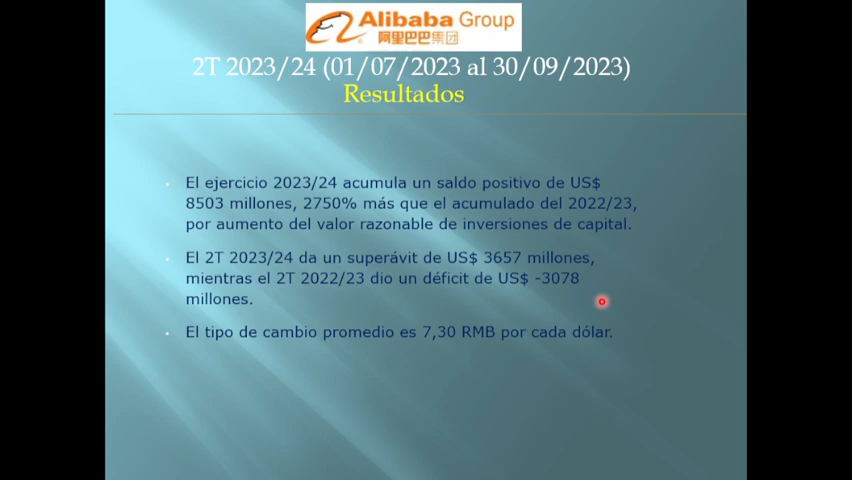 Alibaba Group
阿里巴巴集团
2T 2023/24 (01/07/2023 al 30/09/2023)
Resultados
El ejercicio 2023/24 acumula un saldo positivo de US$
8503 millones, 2750% más que el acumulado del 2022/23,
por aumento del valor razonable de inversiones de capital.
El 2T 2023/24 da un superávit de US$ 3657 millones,
mientras el 2T 2022/23 dio un déficit de US$ -3078
millones.
El tipo de cambio promedio es 7,30 RMB por cada dólar.